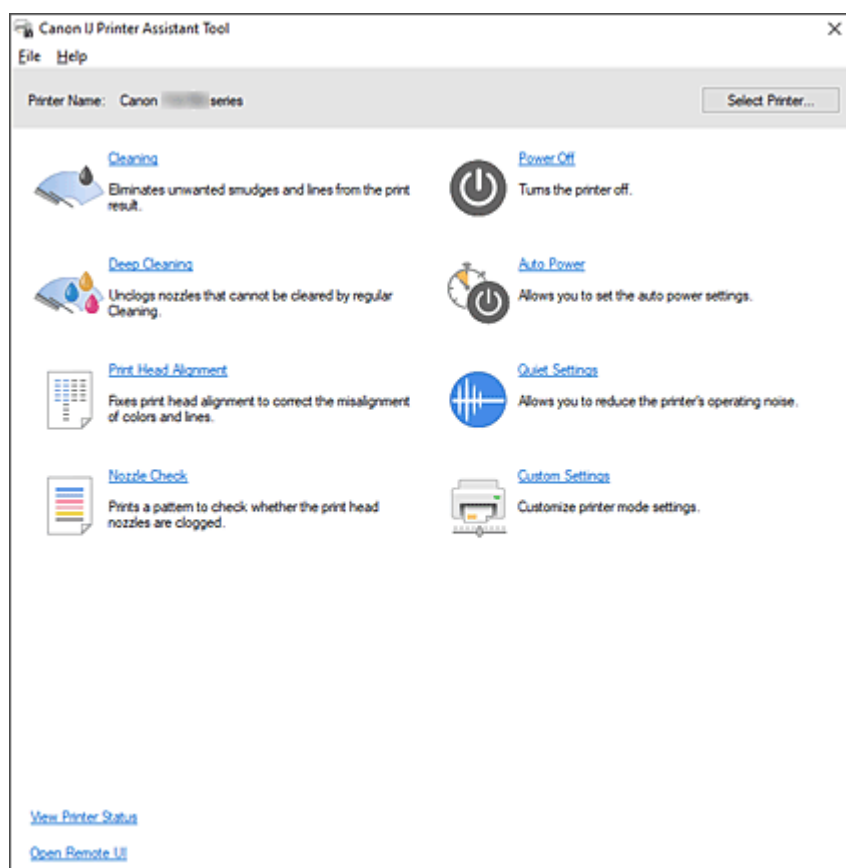 Canon IJ Printer Assistant Tool
File Help
Printer Name: Canon series
Select Printer...
Cleaning
Eliminates unwanted smudges and lines from the print
result.
Power Off
Turns the printer off.
Deep Cleaning
Unclogs nozzles that cannot be cleared by regular
Cleaning.
Auto Power
Allows you to set the auto power settings.
Print Head Alignment
Fixes print head alignment to correct the misalignment
of colors and lines.
Quiet Settings
Allows you to reduce the printer's operating noise.
Nozzle Check
Prints a pattern to check whether the print head
nozzles are clogged.
Custom Settings
Customize printer mode settings.
View Printer Status
Open Remote UI